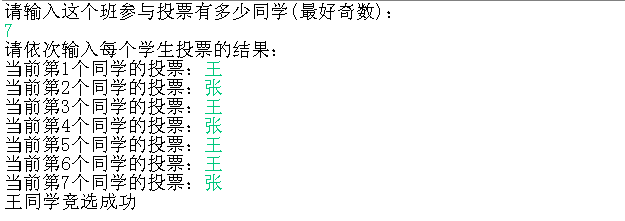 请输入这个班参与投票有多少同学(最好奇数):
7
请依次输入每个学生投票的结果:
当前第1个同学的投票: 王
当前第2个同学的投票: 张
当前第3个同学的投票: 王
当前第4个同学的投票: 张
当前第5个同学的投票: 王
当前第6个同学的投票: 王
当前第7个同学的投票: 张
王同学竞选成功